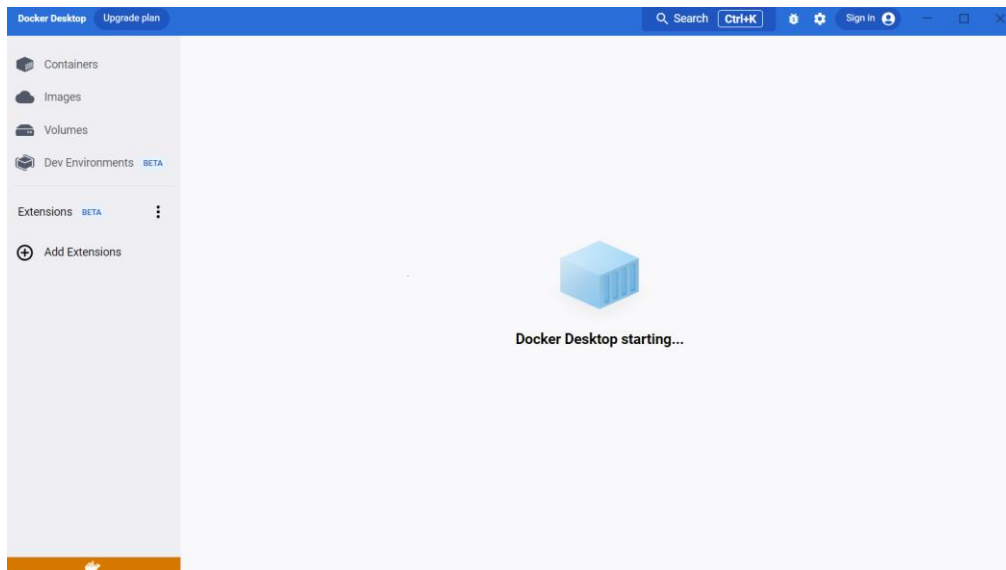 Docker Desktop Upgrade plan Search Ctrl+K Sign in
Containers
Images
Volumes
Dev Environments BETA
Extensions BETA
Add Extensions
Docker Desktop starting...